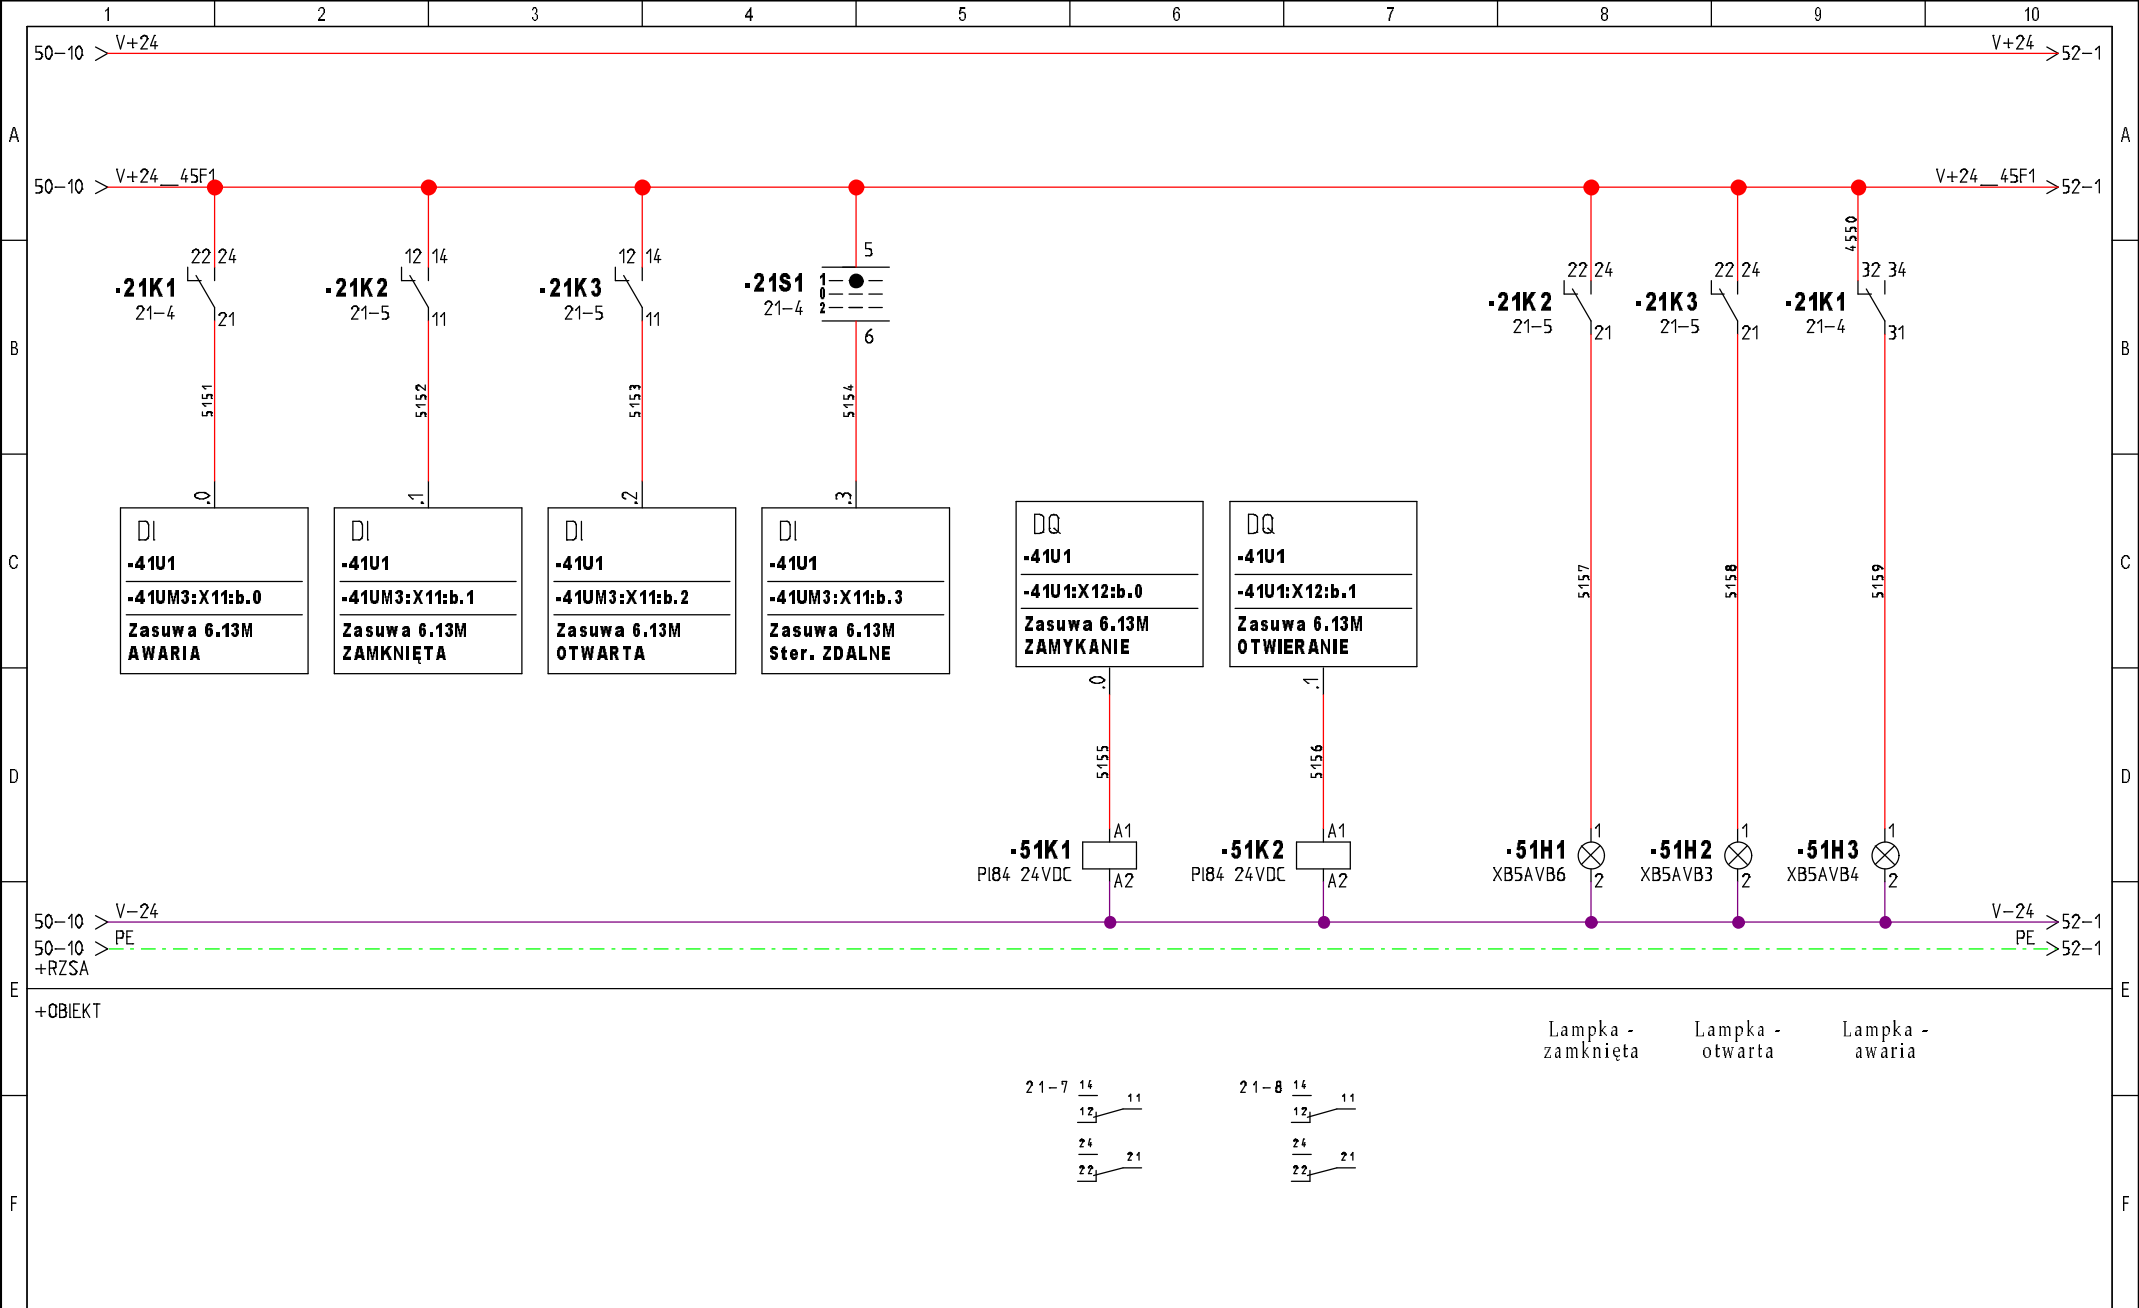 1 2 3 4 5 6 7 8 9 10
50-10 V+24 V+24 52-1
A A
50-10 V+24__45F1 V+24__45F1 52-1
4550
22 24 12 14 12 14 5 22 24 22 24 32 34
-21K1 -21K2 -21K3 -21S1 1 0 2 -21K2 -21K3 -21K1
21-4 21-5 21-5 21-4 21-5 21-5 21-4
21 11 11 6 21 21 31
B B
5151 5152 5153 5154
.0 .1 .2 .3
DI DI DI DI DQ DQ
-41U1 -41U1 -41U1 -41U1 -41U1 -41U1
C C
-41UM3:X11:b.0 -41UM3:X11:b.1 -41UM3:X11:b.2 -41UM3:X11:b.3 -41U1:X12:b.0 -41U1:X12:b.1
5157 5158 5159
Zasuwa 6.13M Zasuwa 6.13M Zasuwa 6.13M Zasuwa 6.13M Zasuwa 6.13M Zasuwa 6.13M
AWARIA ZAMKNIĘTA OTWARTA Ster. ZDALNE ZAMYKANIE OTWIERANIE
.0 .1
D D
5155 5156
A1 A1 1 1 1
-51K1 -51K2 -51H1 -51H2 -51H3
PI84 24VDC PI84 24VDC XB5AVB6 XB5AVB3 XB5AVB4
A2 A2 2 2 2
50-10 V-24 V-24 52-1
50-10 PE PE 52-1
+RZSA
E E
+OBIEKT
Lampka - Lampka - Lampka -
zamknięta otwarta awaria
21-7 14 21-8 14
11 11
12 12
24 24
21 21
22 22
F F